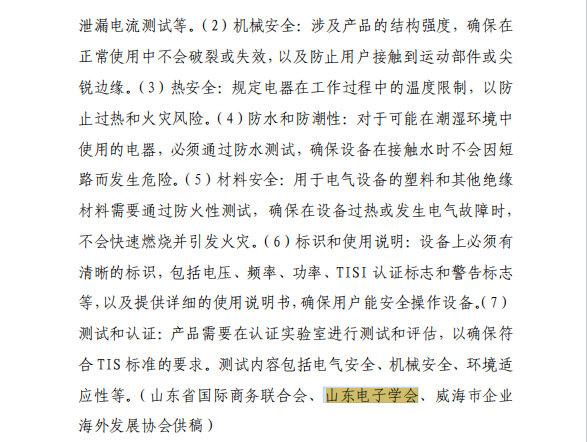 泄漏电流测试等。(2) 机械安全: 涉及产品的结构强度, 确保在
正常使用中不会破裂或失效, 以及防止用户接触到运动部件或尖
锐边缘。(3) 热安全: 规定电器在工作过程中的温度限制, 以防
止过热和火灾风险。(4) 防水和防潮性: 对于可能在潮湿环境中
使用的电器, 必须通过防水测试, 确保设备在接触水时不会因短
路而发生危险。(5) 材料安全: 用于电气设备的塑料和其他绝缘
材料需要通过防火性测试, 确保在设备过热或发生电气故障时,
不会快速燃烧并引发火灾。(6) 标识和使用说明: 设备上必须有
清晰的标识, 包括电压、频率、功率、TISI 认证标志和警告标志
等, 以及提供详细的使用说明书, 确保用户能安全操作设备。(7)
测试和认证: 产品需要在认证实验室进行测试和评估, 以确保符
合 TIS 标准的要求。测试内容包括电气安全、机械安全、环境适
应性等。(山东省国际商务联合会、山东电子学会、威海市企业
海外发展协会供稿)